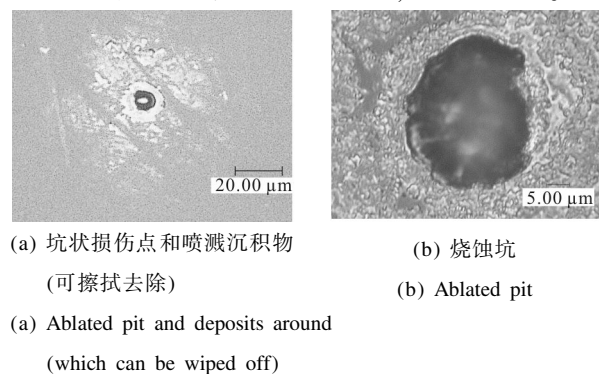 20.00 μm
5.00 μm
(a) 坑状损伤点和喷溅沉积物
(可擦拭去除)
(a) Ablated pit and deposits around
(which can be wiped off)
(b) 烧蚀坑
(b) Ablated pit